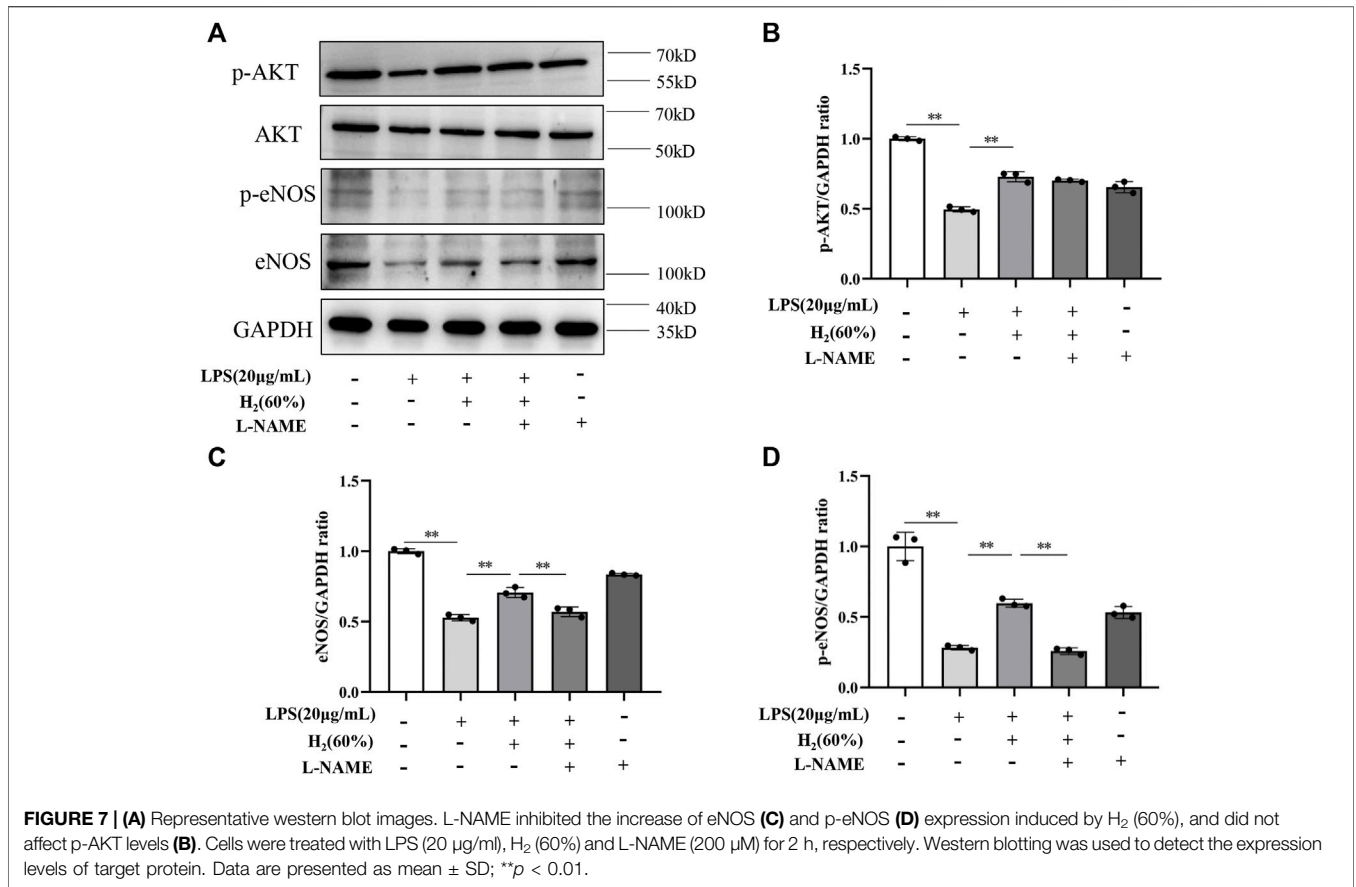 A
p-AKT
70kD
55kD
AKT
70kD
50kD
p-eNOS
100kD
eNOS
100kD
GAPDH
40kD
35kD
LPS(20μg/mL) - + + + -
H₂(60%) - - + + -
L-NAME - - - + +
B
p-AKT/GAPDH ratio
1.5
1.0
0.5
0.0
** **
LPS(20μg/mL) - + + + -
H₂(60%) - - + + -
L-NAME - - - + +
C
eNOS/GAPDH ratio
1.5
1.0
0.5
0.0
** ** **
LPS(20μg/mL) - + + + -
H₂(60%) - - + + -
L-NAME - - - + +
D
p-eNOS/GAPDH ratio
1.5
1.0
0.5
0.0
** ** **
LPS(20μg/mL) - + + + -
H₂(60%) - - + + -
L-NAME - - - + +
FIGURE 7 | (A) Representative western blot images. L-NAME inhibited the increase of eNOS (C) and p-eNOS (D) expression induced by H₂ (60%), and did not
affect p-AKT levels (B). Cells were treated with LPS (20 µg/ml), H₂ (60%) and L-NAME (200 µM) for 2 h, respectively. Western blotting was used to detect the expression
levels of target protein. Data are presented as mean ± SD; **p < 0.01.